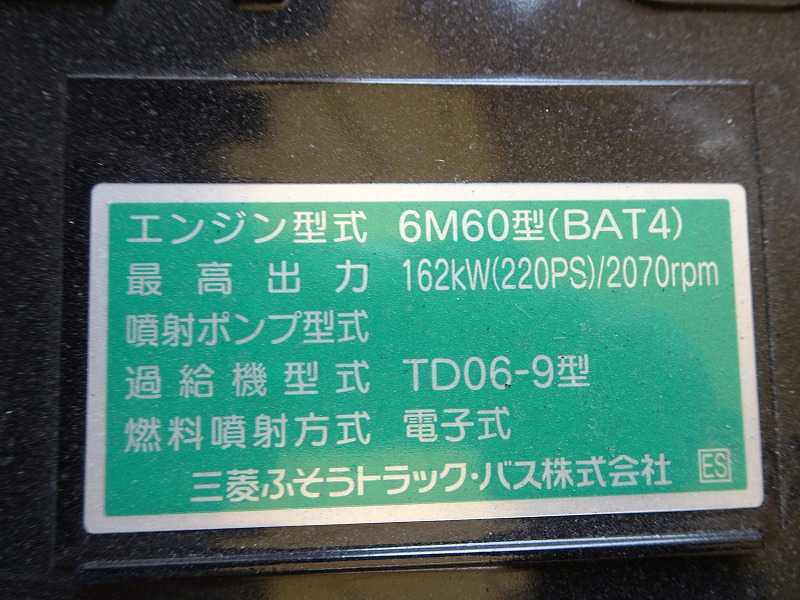 エンジン型式 6M60型(BAT4)
最高出力 162kW(220PS)/2070rpm
噴射ポンプ型式
過給機型式 TD06-9型
燃料噴射方式 電子式
三菱ふそうトラック・バス株式会社 ES